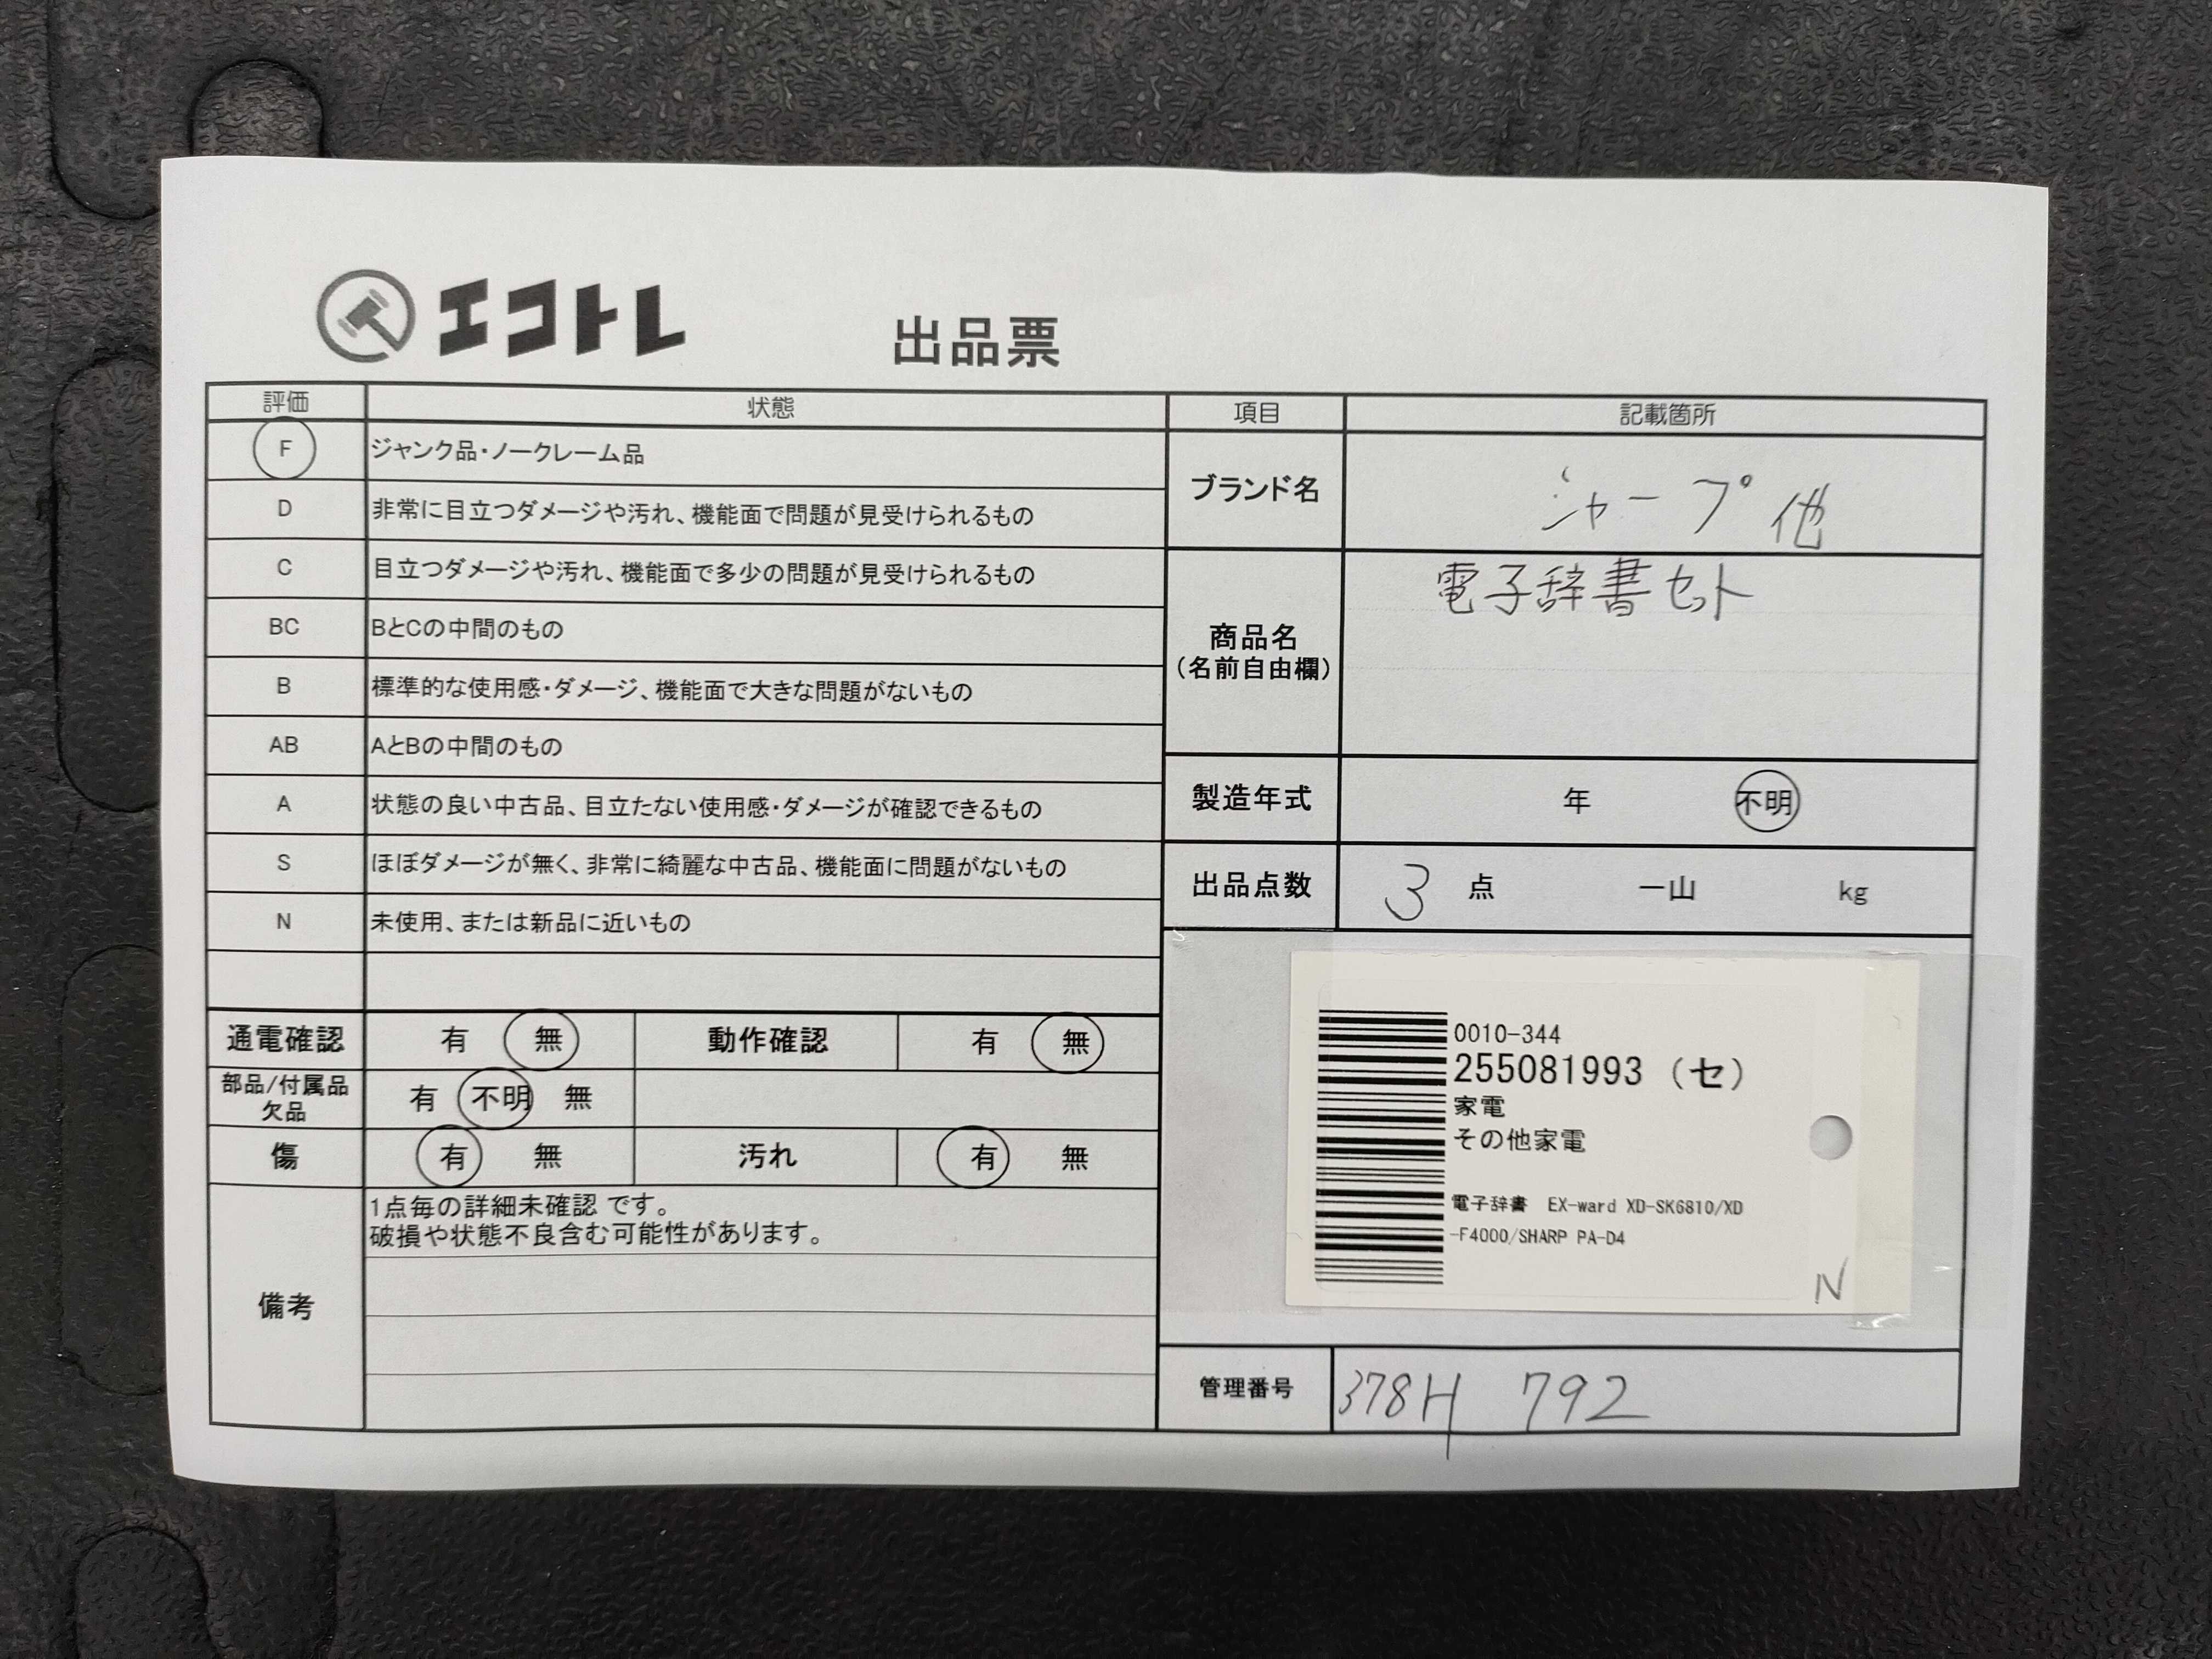 エコトレ
出品票
評価 状態
F ジャンク品・ノークレーム品
D 非常に目立つダメージや汚れ、機能面で問題が見受けられるもの
C 目立つダメージや汚れ、機能面で多少の問題が見受けられるもの
BC BとCの中間のもの
B 標準的な使用感・ダメージ、機能面で大きな問題がないもの
AB AとBの中間のもの
A 状態の良い中古品、目立たない使用感・ダメージが確認できるもの
S ほぼダメージが無く、非常に綺麗な中古品、機能面に問題がないもの
N 未使用、または新品に近いもの
通電確認 有 無 動作確認 有 無
部品/付属品
欠品 有 不明 無
傷 有 無 汚れ 有 無
備考
1点毎の詳細未確認 です。
破損や状態不良含む可能性があります。
項目 記載箇所
ブランド名 シャープ 他
商品名
(名前自由欄)
電子辞書セット
製造年式 年 不明
出品点数 3 点 一山 kg
0010-344
255081993 (セ)
家電
その他家電
電子辞書 EX-ward XD-SK6810/XD
-F4000/SHARP PA-D4
N
管理番号 378H 792